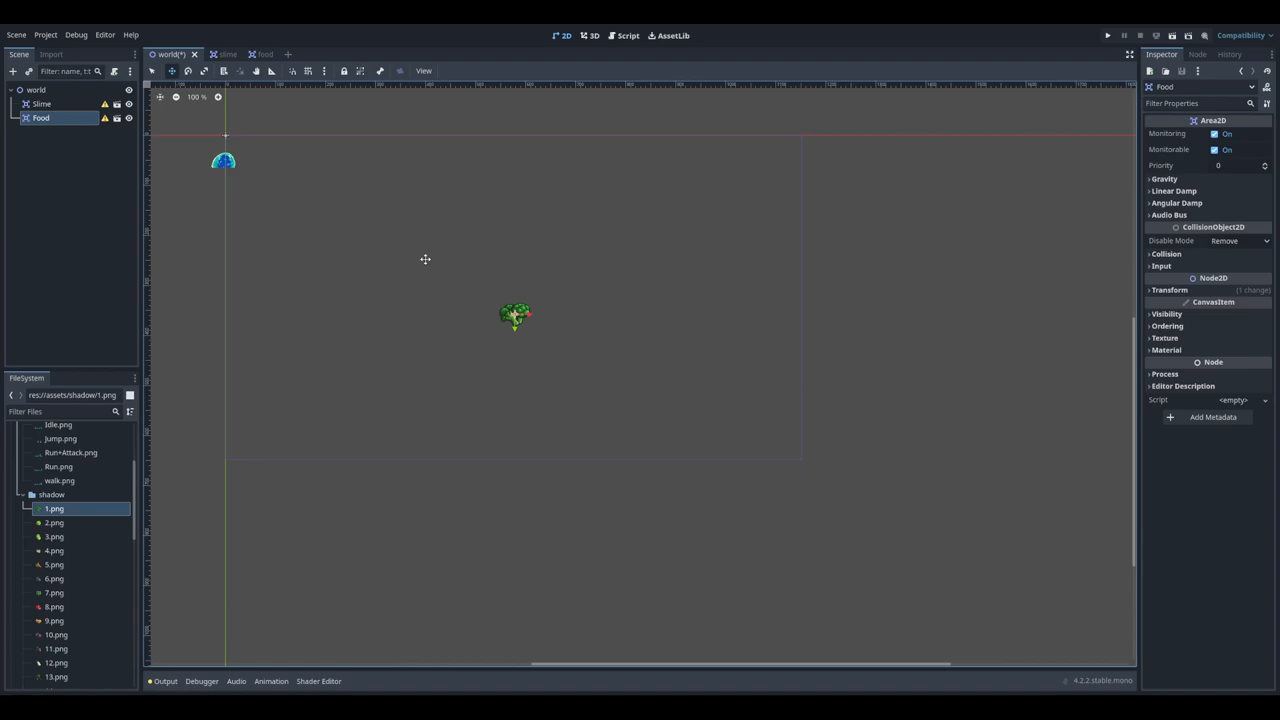 Scene Project Debug Editor Help
2D 3D Script AssetLib
Compatibility
Scene Import
world(*) slime food
Inspector Node History
Filter: name, t:t
View
world
Slime
Food
100 %
Food
Filter Properties
Area2D
Monitoring On
Monitorable On
Priority 0
Gravity
Linear Damp
Angular Damp
Audio Bus
CollisionObject2D
Disable Mode Remove
Collision
Input
Node2D
Transform (1 change)
CanvasItem
Visibility
Ordering
Texture
Material
Node
Process
Editor Description
Script <empty>
Add Metadata
FileSystem
res://assets/shadow/1.png
Filter Files
Idle.png
Jump.png
Run+Attack.png
Run.png
walk.png
shadow
1.png
2.png
3.png
4.png
5.png
6.png
7.png
8.png
9.png
10.png
11.png
12.png
13.png
Output Debugger Audio Animation Shader Editor
4.2.2.stable.mono